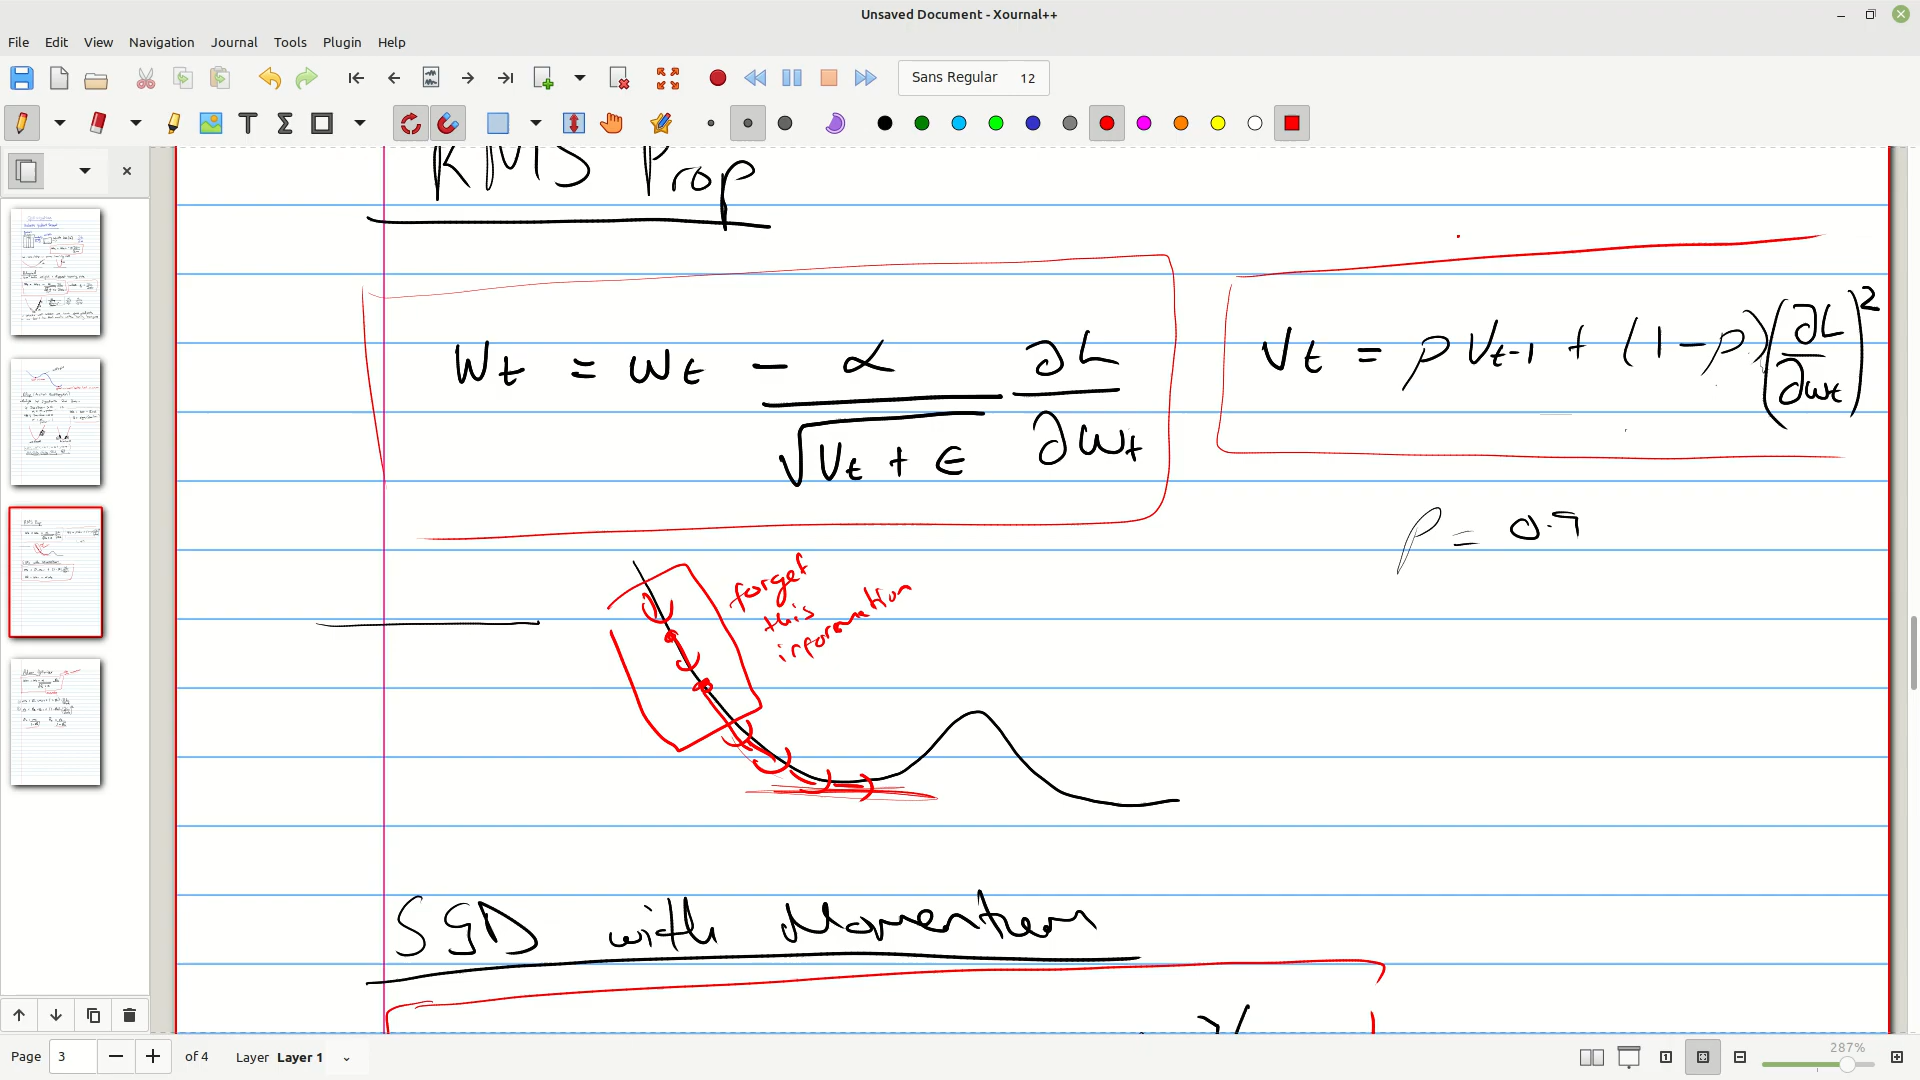 Unsaved Document - Xournal++
File Edit View Navigation Journal Tools Plugin Help
Sans Regular 12
RMS Prop
Wt = Wt - α / √Vt + ϵ ∂L / ∂Wt
Vt = ρ Vt-1 + (1-ρ) (∂L / ∂wt)²
ρ = 0.9
forget
this
information
SGD with Momentum
Page 3 of 4 Layer Layer 1
287%